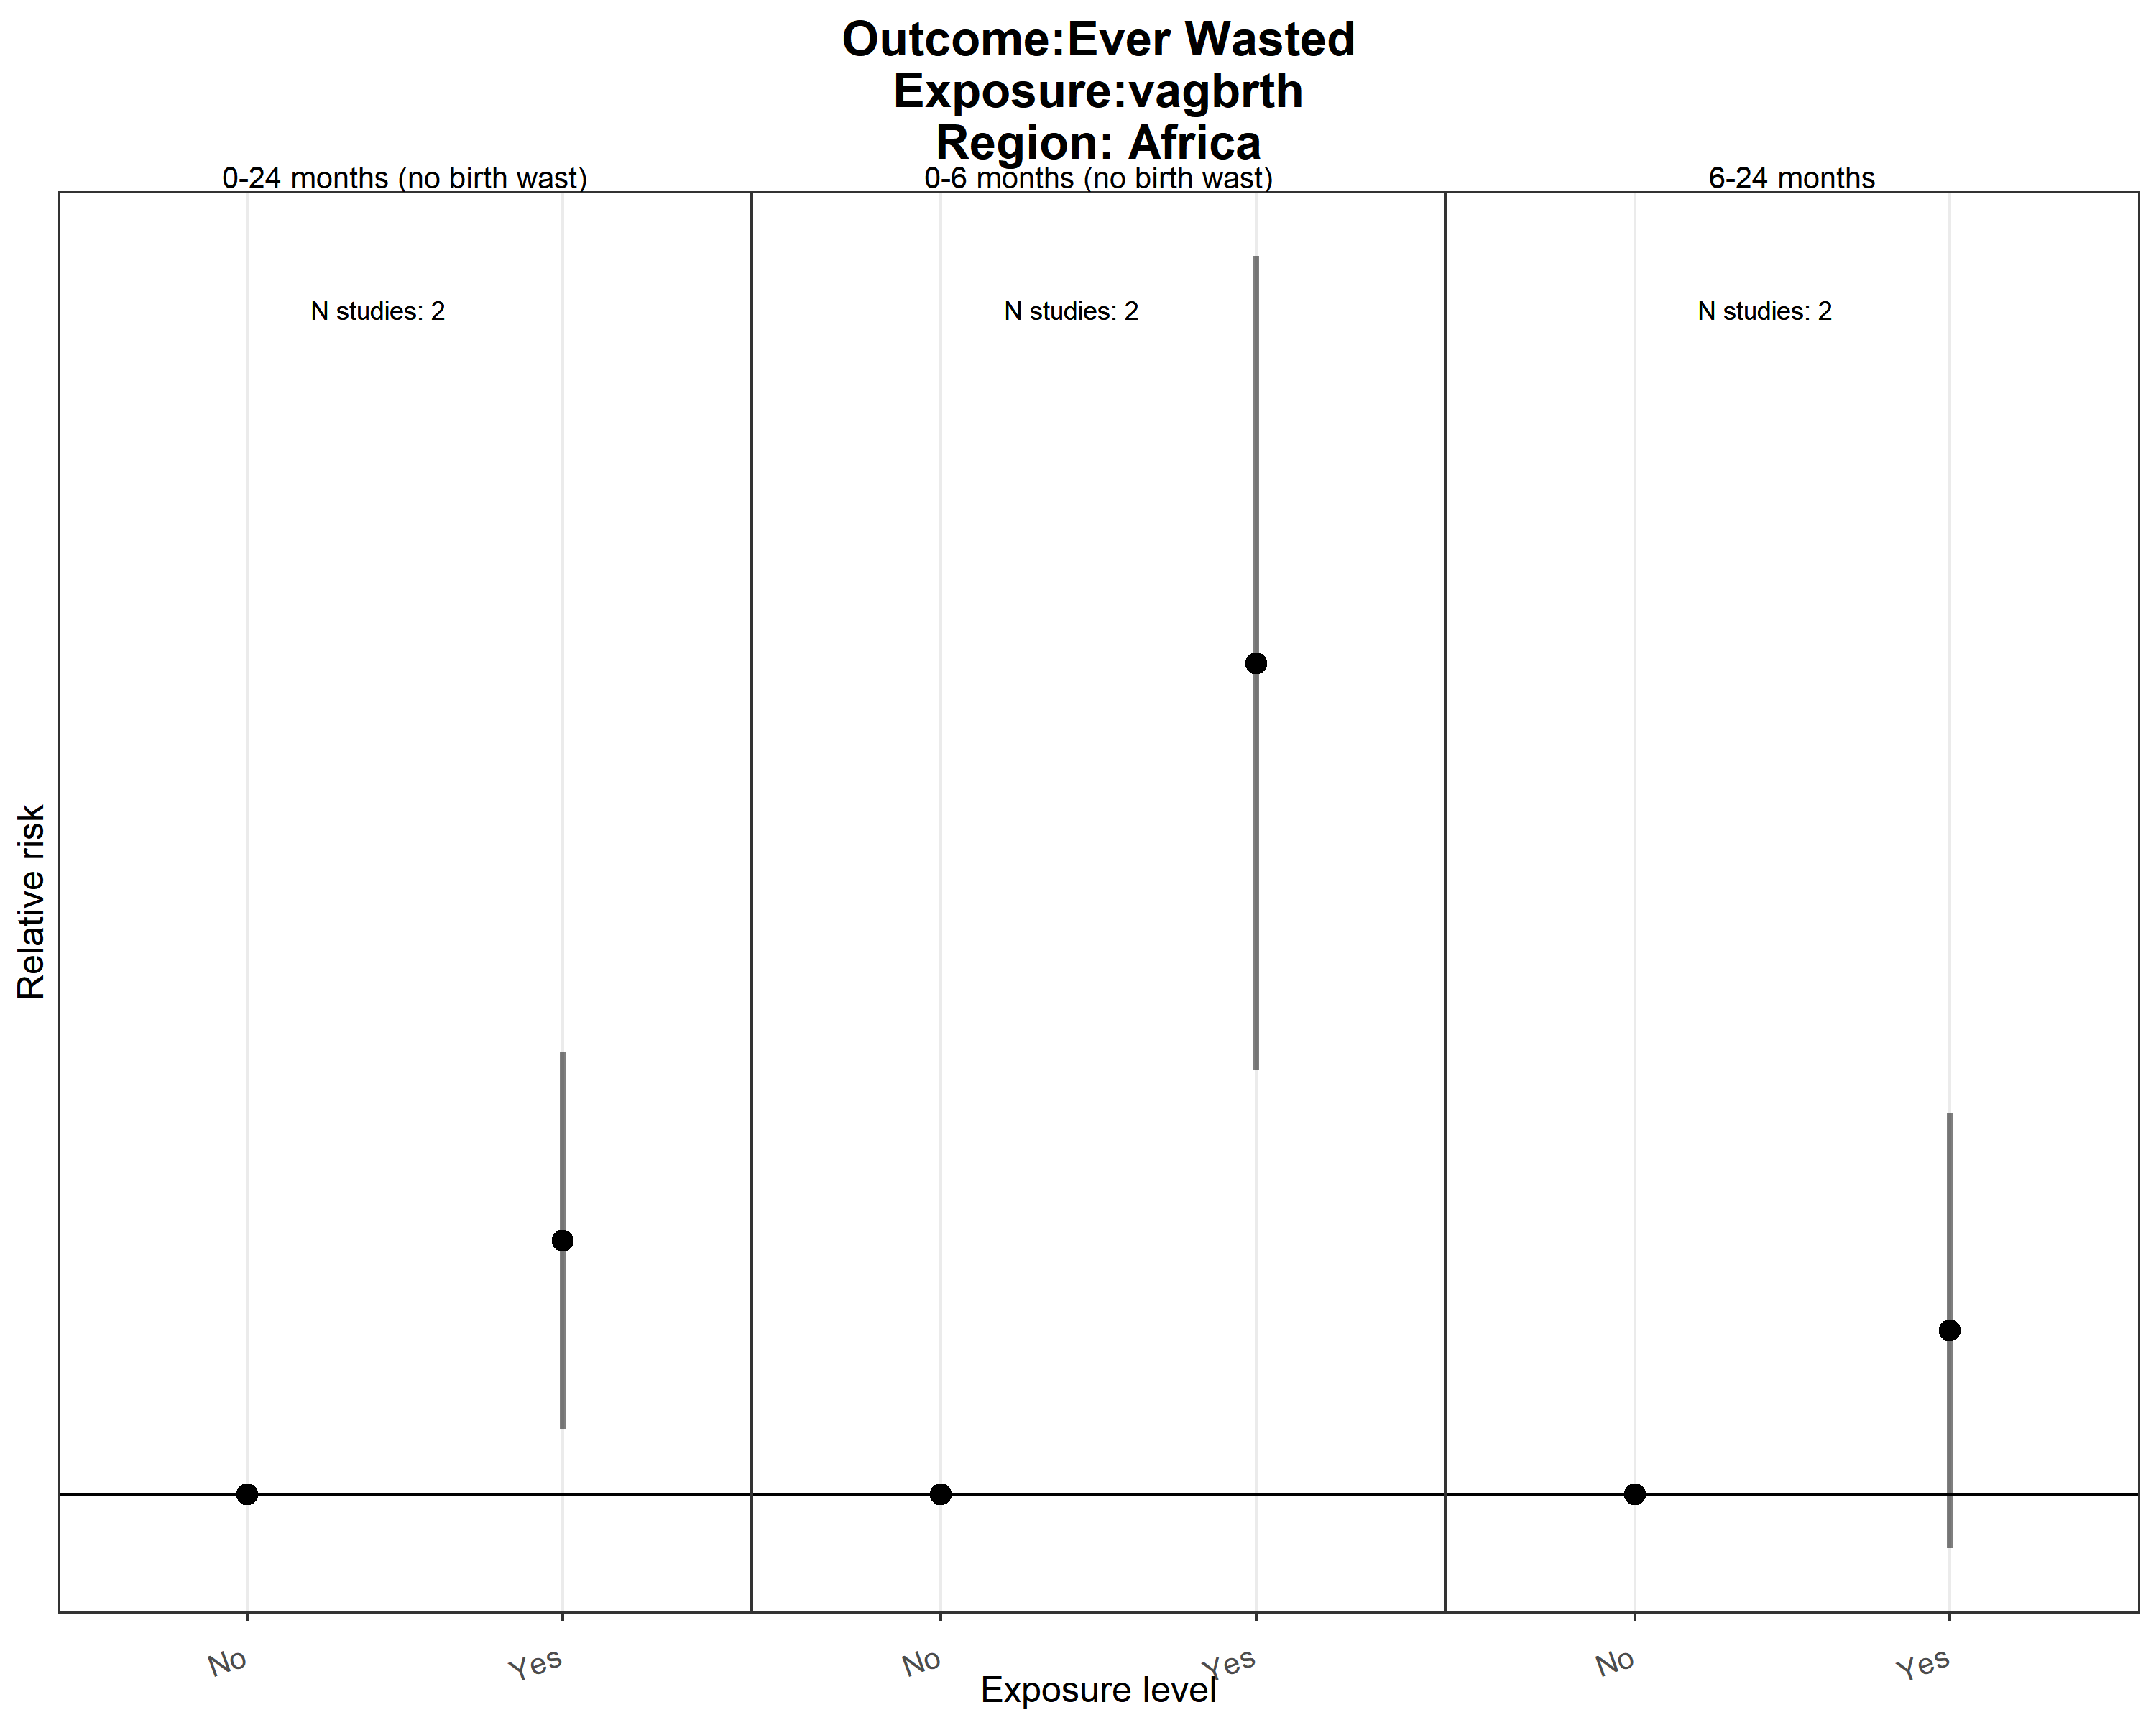 Outcome:Ever Wasted
Exposure:vagbrth
Region: Africa
0-24 months (no birth wast)
0-6 months (no birth wast)
6-24 months
N studies: 2
N studies: 2
N studies: 2
Relative risk
No
Yes
No
Yes
No
Yes
Exposure level